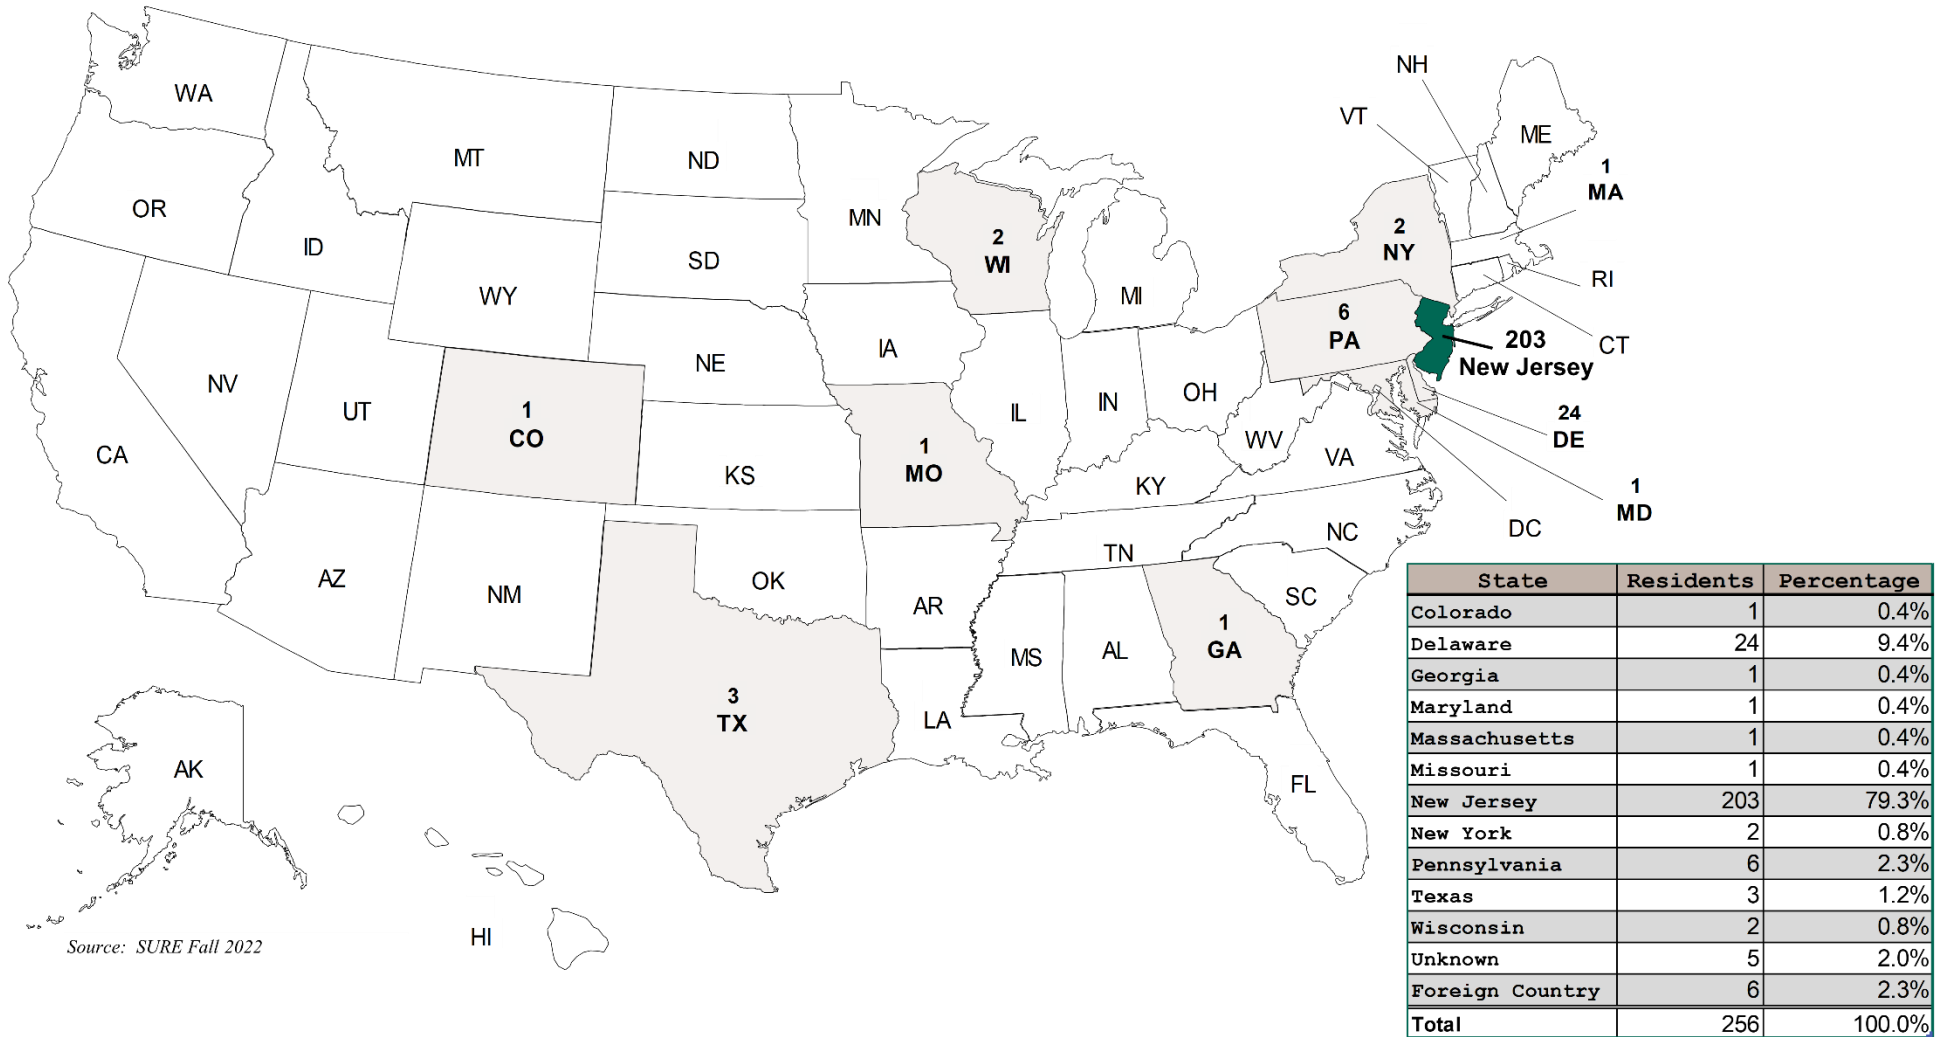 NH
VT
WA
ME
MT
ND
1
MA
OR
MN
2
NY
ID
2
WI
SD
RI
WY
MI
6
PA
203
New Jersey
CT
IA
NE
NV
OH
UT
1
CO
IL
IN
24
DE
WV
CA
1
MO
VA
KS
KY
1
MD
DC
NC
TN
AZ
OK
NM
SC
AR
1
GA
MS
AL
3
TX
LA
AK
FL
HI
Source: SURE Fall 2022
State Residents Percentage
Colorado 1 0.4%
Delaware 24 9.4%
Georgia 1 0.4%
Maryland 1 0.4%
Massachusetts 1 0.4%
Missouri 1 0.4%
New Jersey 203 79.3%
New York 2 0.8%
Pennsylvania 6 2.3%
Texas 3 1.2%
Wisconsin 2 0.8%
Unknown 5 2.0%
Foreign Country 6 2.3%
Total 256 100.0%